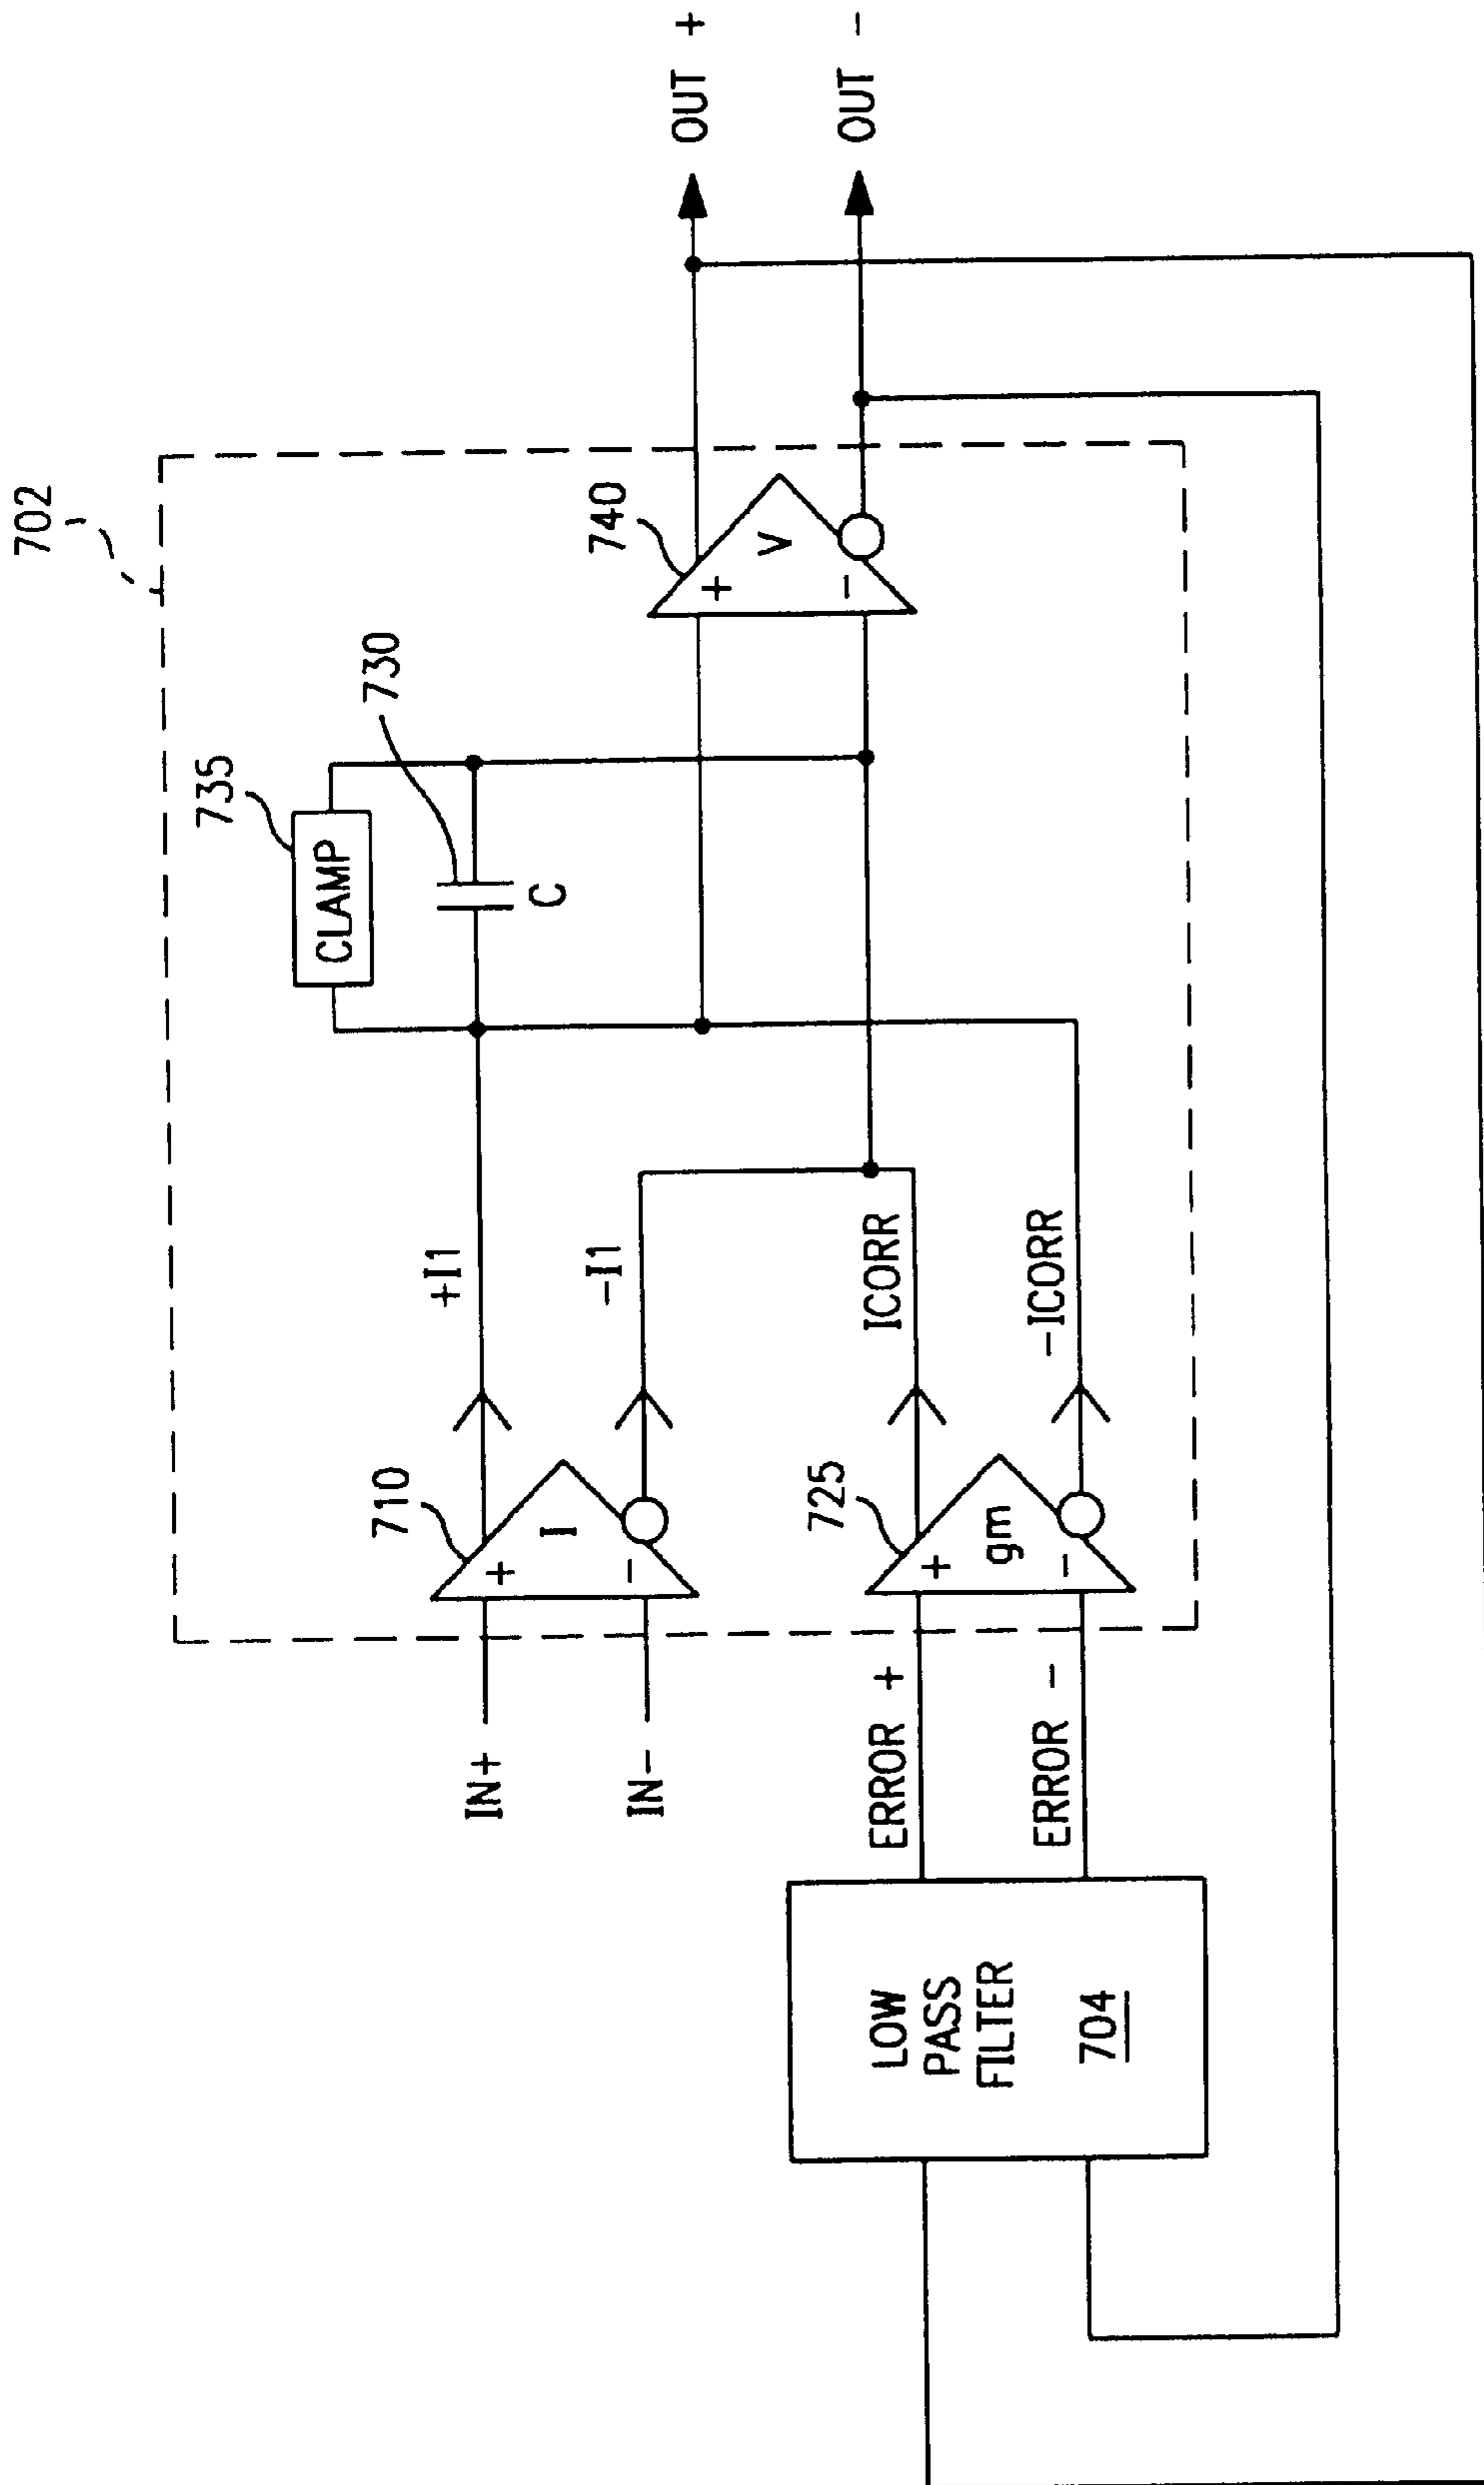 702
735
CLAMP
730
C
740
+
V
-
OUT +
OUT -
710
+
I
-
+I1
-I1
IN+
IN-
725
+
gm
-
ICORR
-ICORR
ERROR +
ERROR -
LOW
PASS
FILTER
704